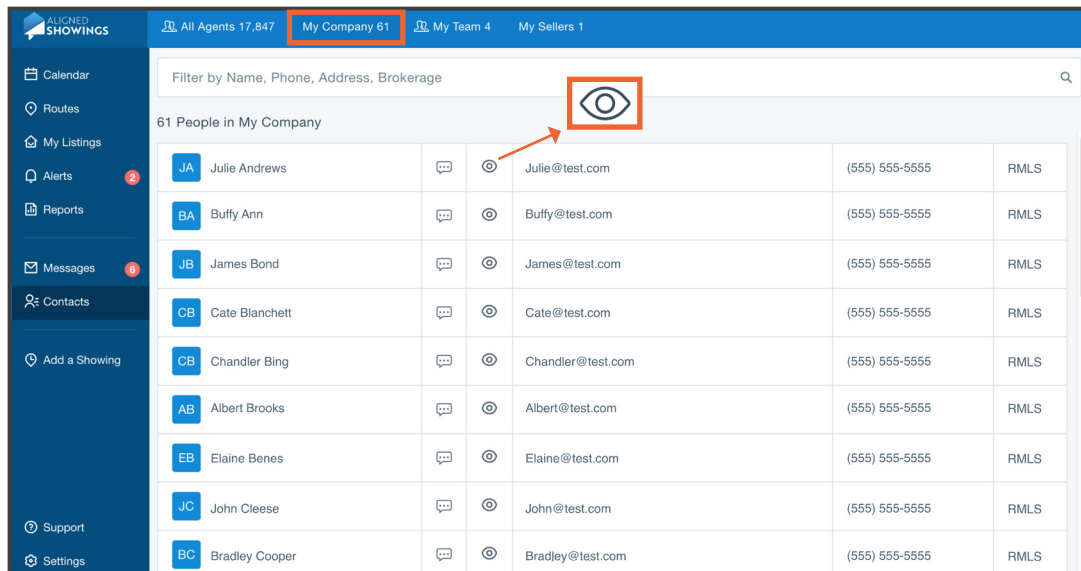 ALIGNED
SHOWINGS
All Agents 17,847
My Company 61
My Team 4
My Sellers 1
Calendar
Routes
My Listings
Alerts 2
Reports
Messages 6
Contacts
Add a Showing
Support
Settings
Filter by Name, Phone, Address, Brokerage
61 People in My Company
JA Julie Andrews Julie@test.com (555) 555-5555 RMLS
BA Buffy Ann Buffy@test.com (555) 555-5555 RMLS
JB James Bond James@test.com (555) 555-5555 RMLS
CB Cate Blanchett Cate@test.com (555) 555-5555 RMLS
CB Chandler Bing Chandler@test.com (555) 555-5555 RMLS
AB Albert Brooks Albert@test.com (555) 555-5555 RMLS
EB Elaine Benes Elaine@test.com (555) 555-5555 RMLS
JC John Cleese John@test.com (555) 555-5555 RMLS
BC Bradley Cooper Bradley@test.com (555) 555-5555 RMLS